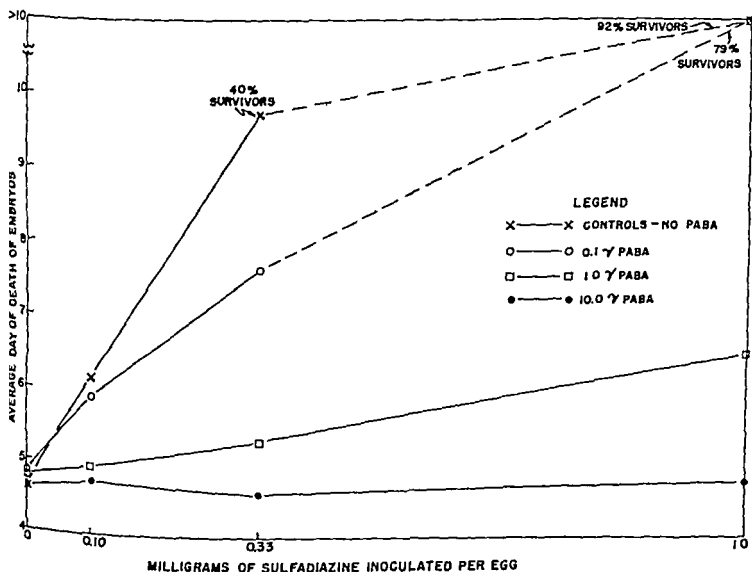 >10
92% SURVIVORS
79%
SURVIVORS
40%
SURVIVORS
10
9
8
7
6
5
4
AVERAGE DAY OF DEATH OF EMBRYOS
LEGEND
CONTROLS - NO PABA
0.1 γ PABA
1.0 γ PABA
10.0 γ PABA
0
0.10
0.33
1.0
MILLIGRAMS OF SULFADIAZINE INOCULATED PER EGG